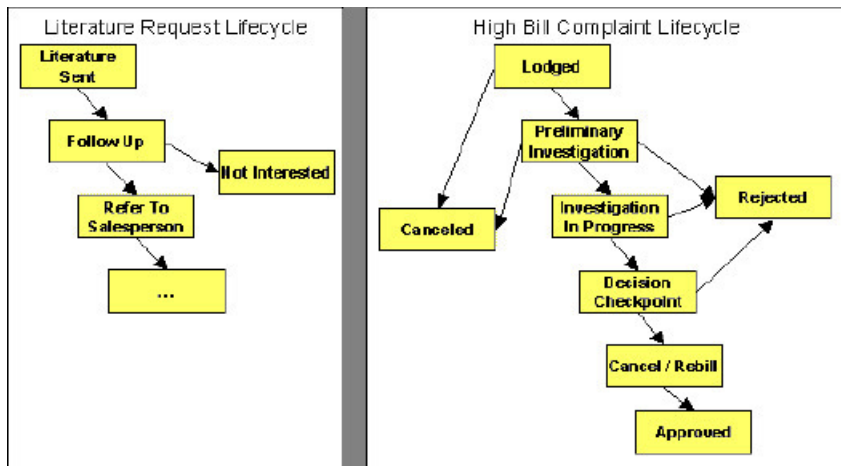 Literature Request Lifecycle
Literature
Sent
Follow Up
Not Interested
Refer To
Salesperson
...
High Bill Complaint Lifecycle
Lodged
Preliminary
Investigation
Canceled
Investigation
In Progress
Rejected
Decision
Checkpoint
Cancel / Rebill
Approved